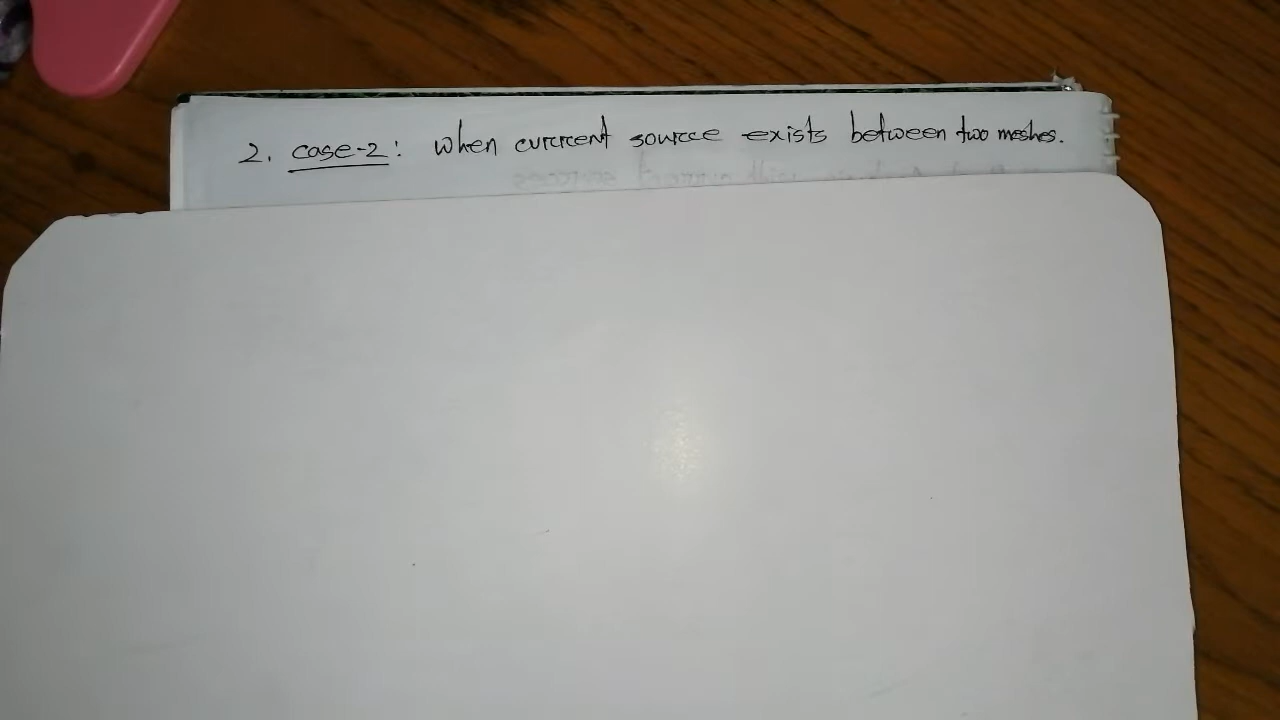 2. case-2: when current source exists between two meshes.